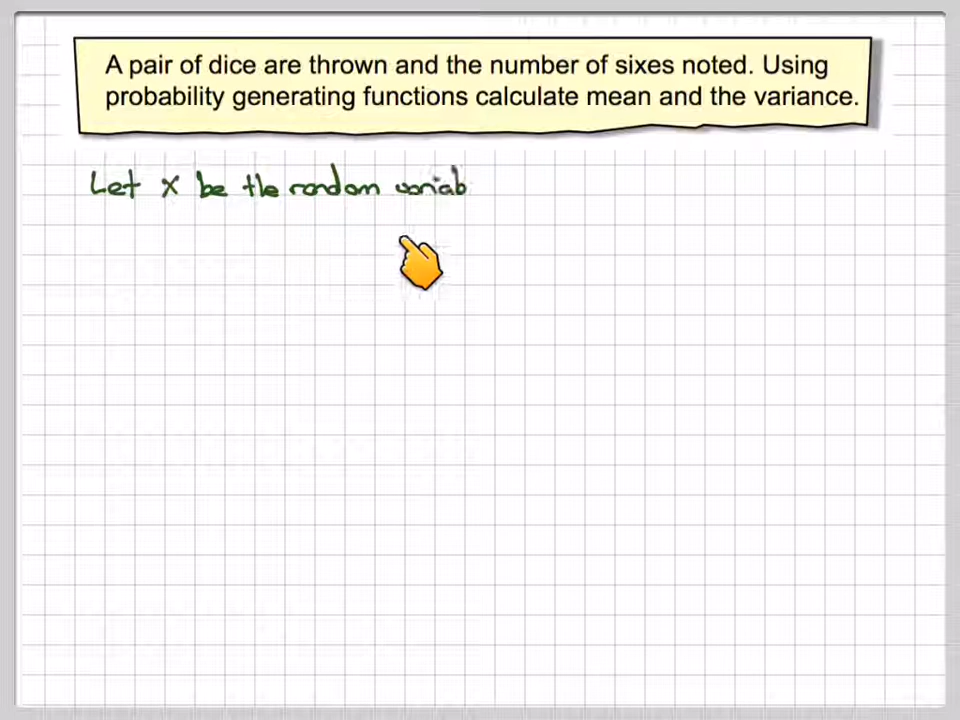 A pair of dice are thrown and the number of sixes noted. Using
probability generating functions calculate mean and the variance.
Let X be the random variab